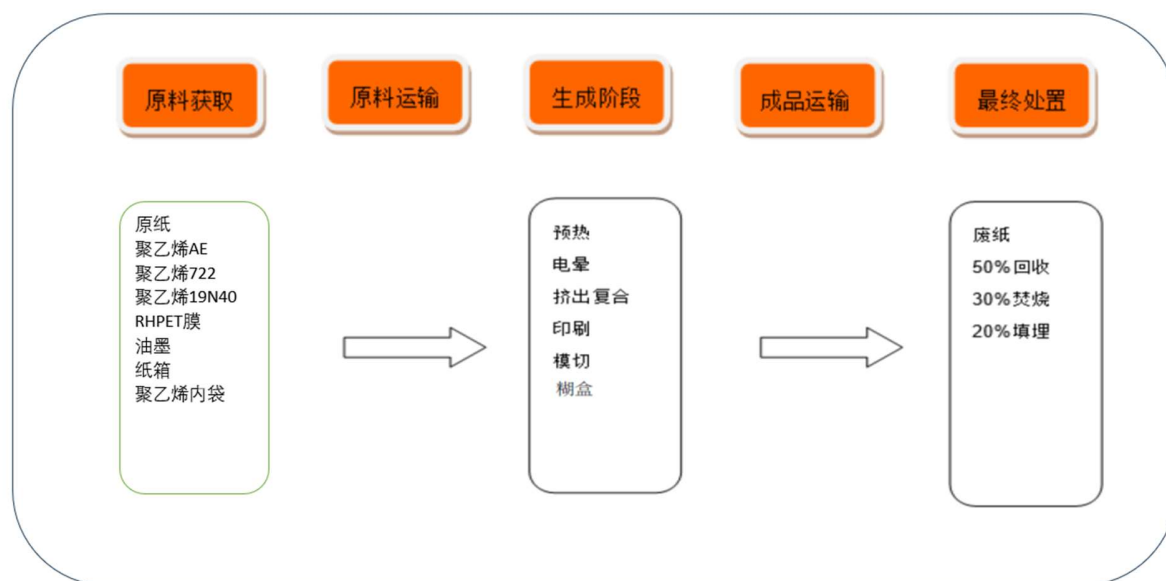 原料获取
原料运输
生成阶段
成品运输
最终处置
原纸
聚乙烯AE
聚乙烯722
聚乙烯19N40
RHPET膜
油墨
纸箱
聚乙烯内袋
预热
电晕
挤出复合
印刷
模切
糊盒
废纸
50%回收
30%焚烧
20%填埋